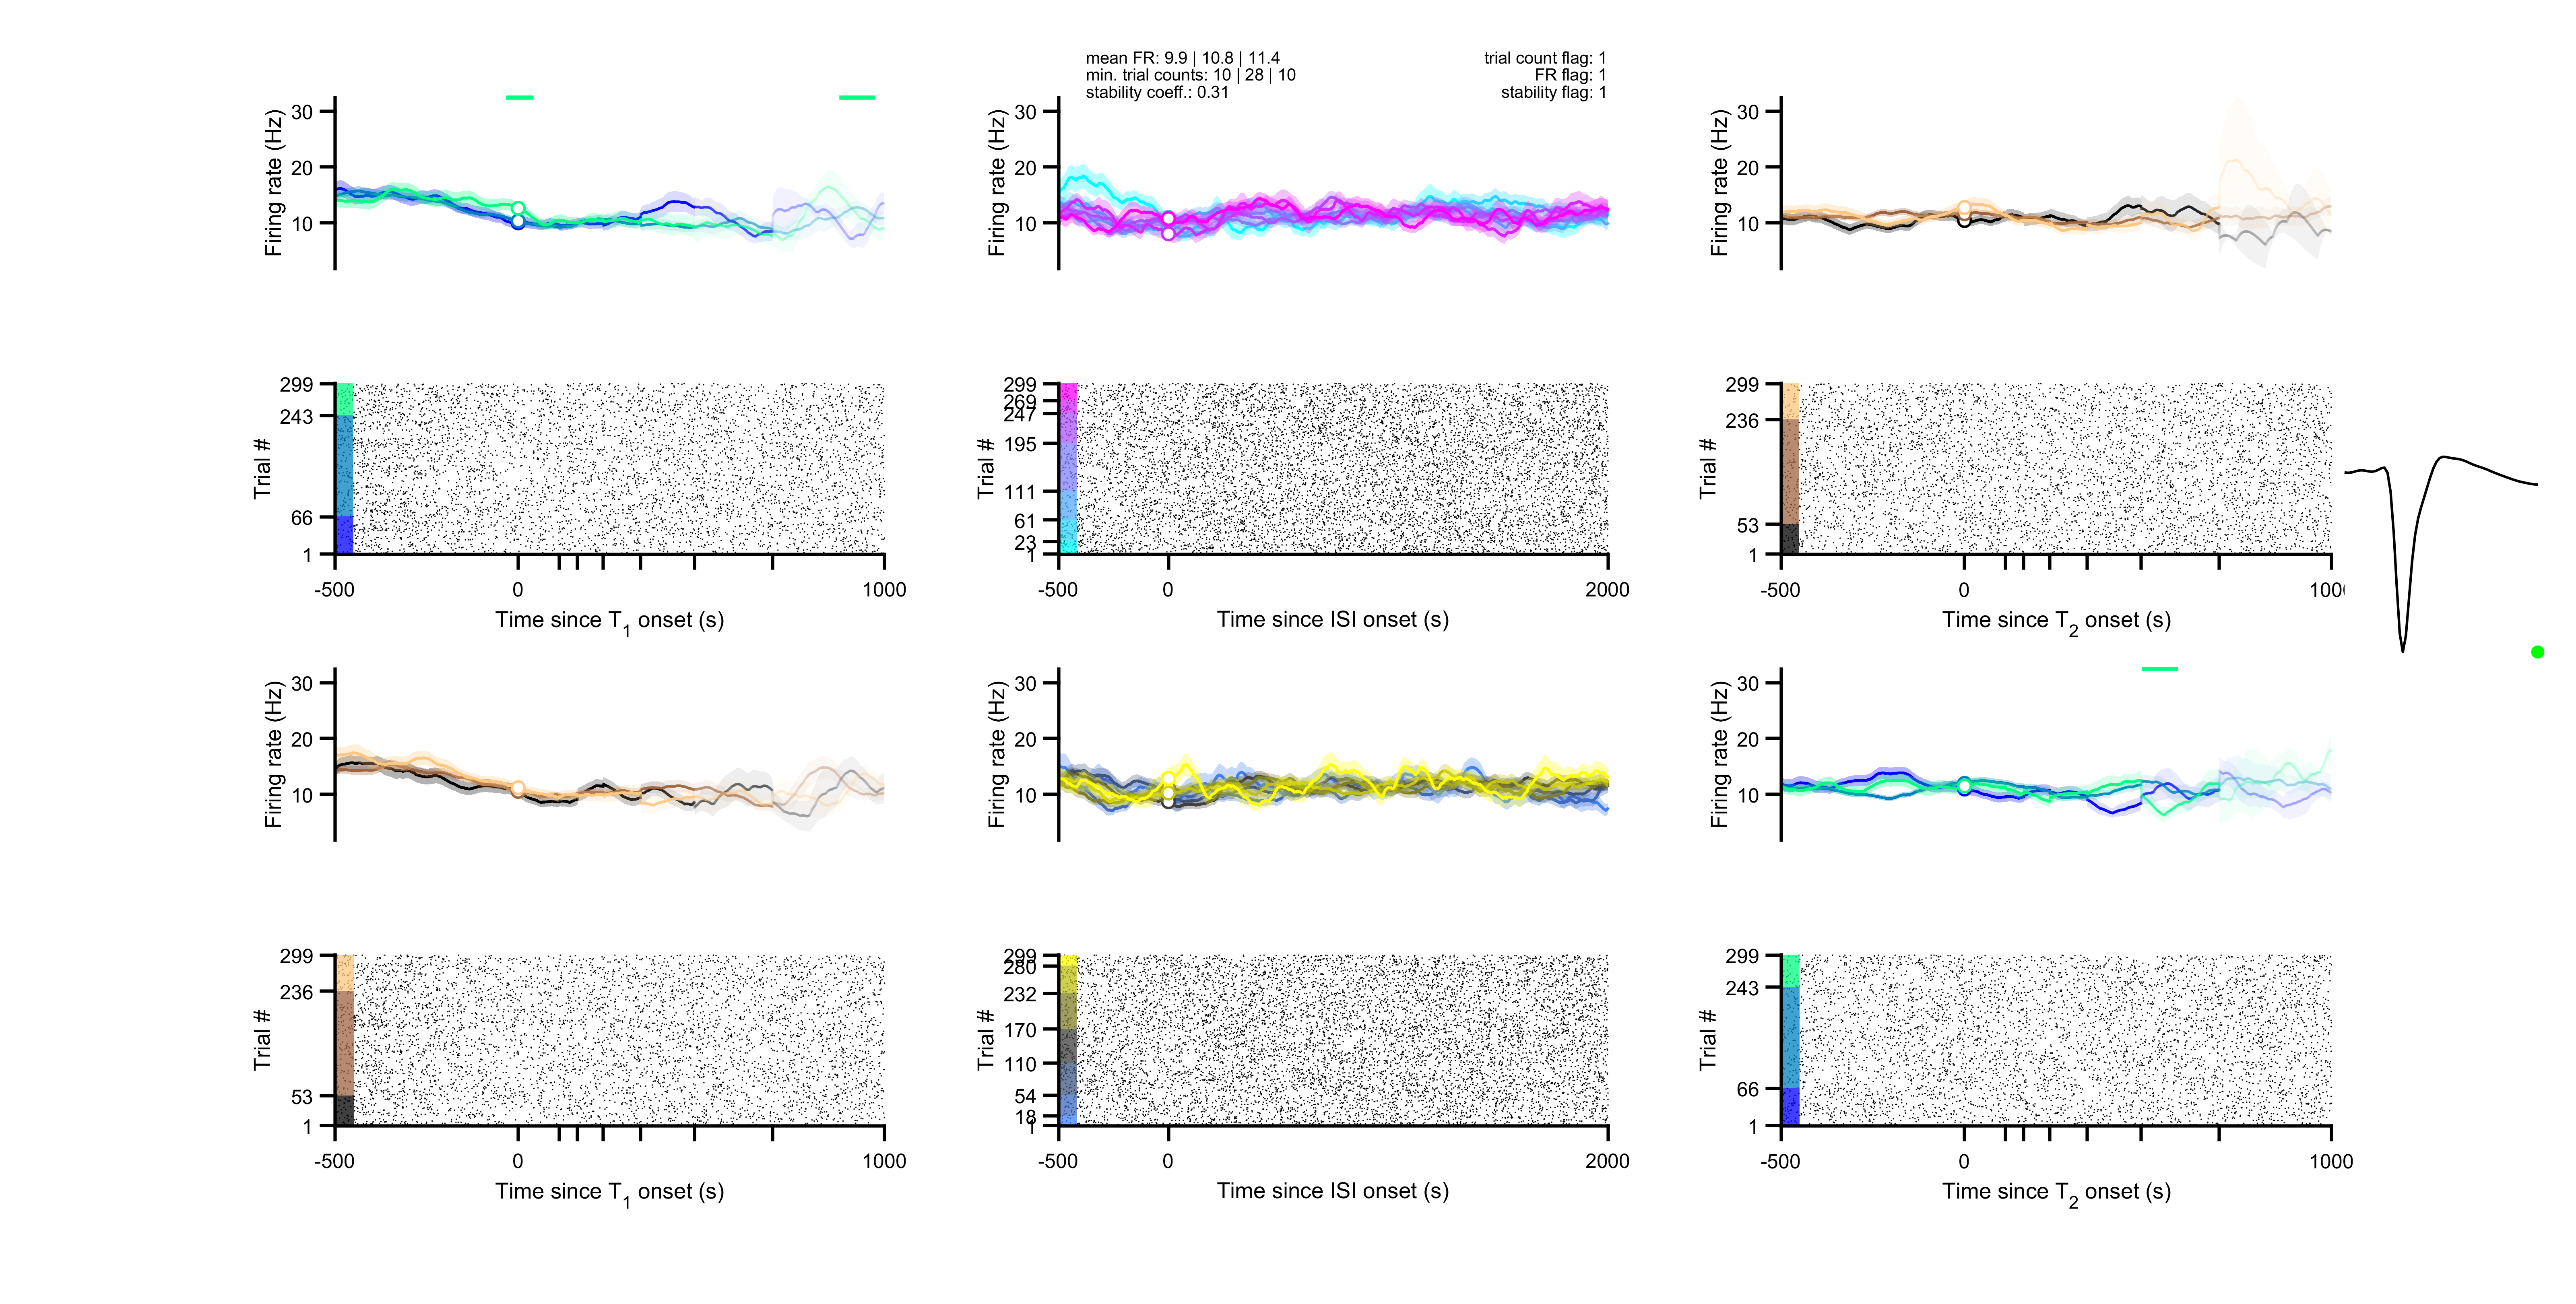 mean FR: 9.9 | 10.8 | 11.4
min. trial counts: 10 | 28 | 10
stability coeff.: 0.31
trial count flag: 1
FR flag: 1
stability flag: 1
Firing rate (Hz)
30
20
10
Firing rate (Hz)
30
20
10
Firing rate (Hz)
30
20
10
Trial #
299
243
66
1
-500
0
1000
Time since T1 onset (s)
Trial #
299
269
247
195
111
61
23
1
-500
0
2000
Time since ISI onset (s)
Trial #
299
236
53
1
-500
0
1000
Time since T2 onset (s)
Firing rate (Hz)
30
20
10
Firing rate (Hz)
30
20
10
Firing rate (Hz)
30
20
10
Trial #
299
236
53
1
-500
0
1000
Time since T1 onset (s)
Trial #
299
280
232
170
110
54
18
1
-500
0
2000
Time since ISI onset (s)
Trial #
299
243
66
1
-500
0
1000
Time since T2 onset (s)